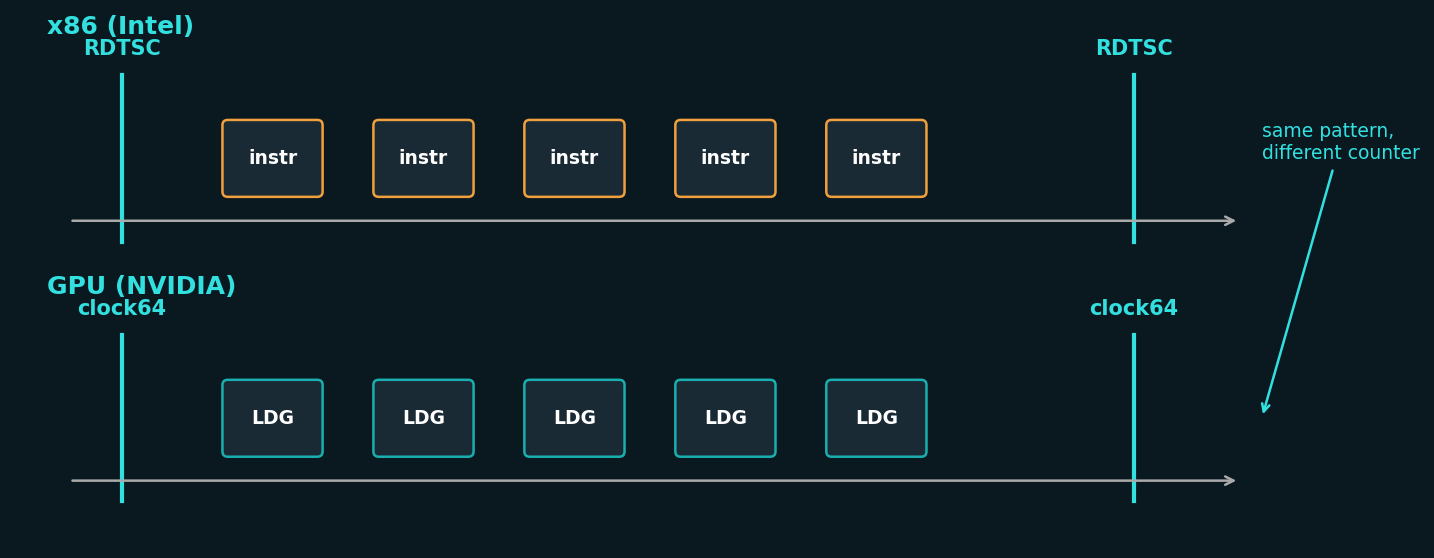 x86 (Intel)
RDTSC
RDTSC
instr
instr
instr
instr
instr
same pattern,
different counter
GPU (NVIDIA)
clock64
clock64
LDG
LDG
LDG
LDG
LDG